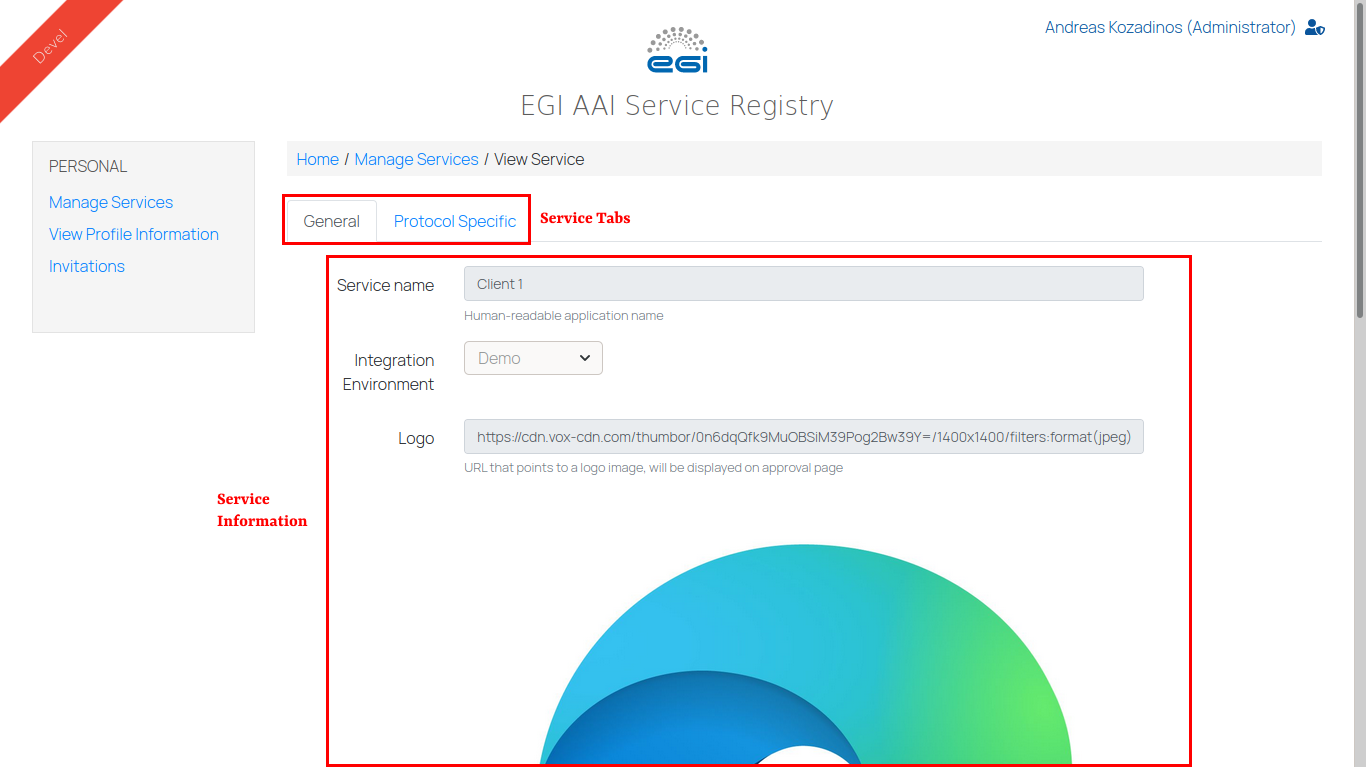 Devel
Andreas Kozadinos (Administrator)
egi
EGI AAI Service Registry
PERSONAL
Manage Services
View Profile Information
Invitations
Home / Manage Services / View Service
General
Protocol Specific
Service Tabs
Service name
Client 1
Human-readable application name
Integration
Environment
Demo
Logo
https://cdn.vox-cdn.com/thumbor/0n6dqQfk9MuOBSiM39Pog2Bw39Y=/1400x1400/filters:format(jpeg)
URL that points to a logo image, will be displayed on approval page
Service
Information